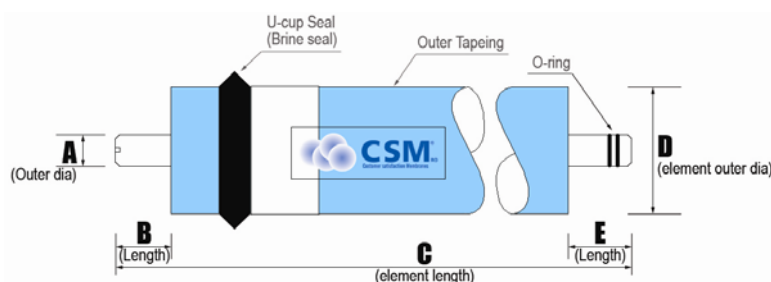 U-cup Seal
(Brine seal)
Outer Tapeing
O-ring
A
(Outer dia)
CSM®
D
(element outer dia)
B
(Length)
C
(element length)
E
(Length)